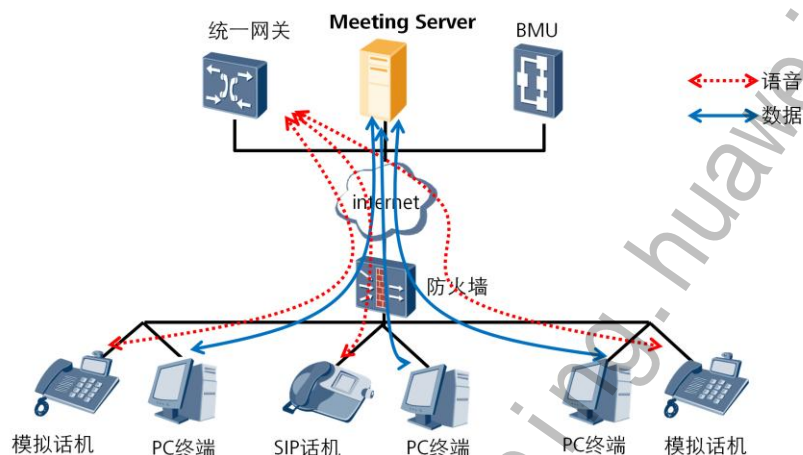 统一网关
Meeting Server
BMU
语音
数据
internet
防火墙
模拟话机
PC终端
SIP话机
PC终端
PC终端
模拟话机
ing.huawe.